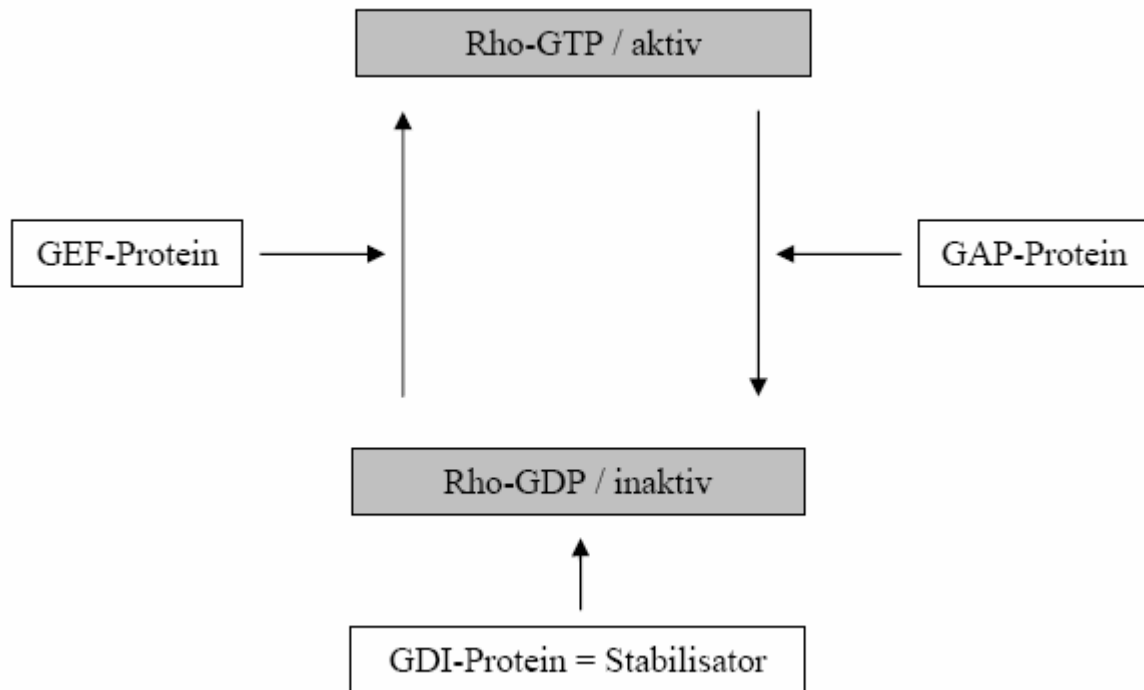 Rho-GTP / aktiv
GEF-Protein
GAP-Protein
Rho-GDP / inaktiv
GDI-Protein = Stabilisator